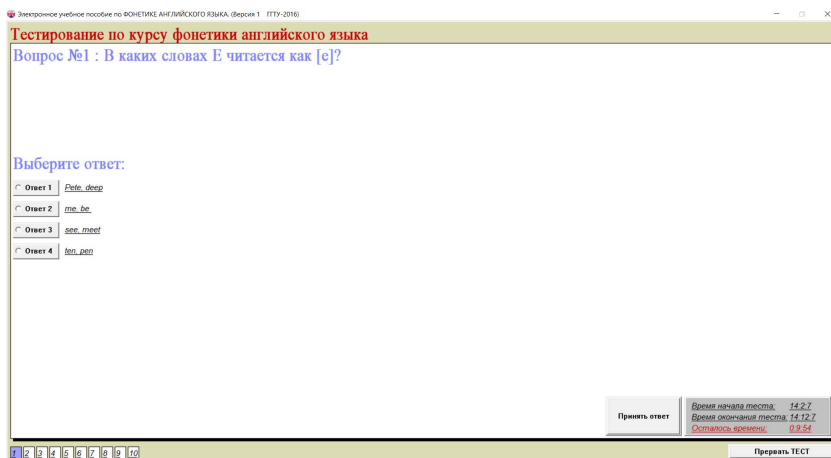 Электронное учебное пособие по ФОНЕТИКЕ АНГЛИЙСКОГО ЯЗЫКА. (Версия 1 ГГТУ-2016)
Тестирование по курсу фонетики английского языка
Вопрос №1 : В каких словах Е читается как [e]?
Выберите ответ:
Ответ 1 Pete, deep
Ответ 2 me, be
Ответ 3 see, meet
Ответ 4 ten, pen
Принять ответ
Время начала теста: 14:2:7
Время окончания теста: 14:12:7
Осталось времени: 0:9:54
1 2 3 4 5 6 7 8 9 10
Прервать ТЕСТ